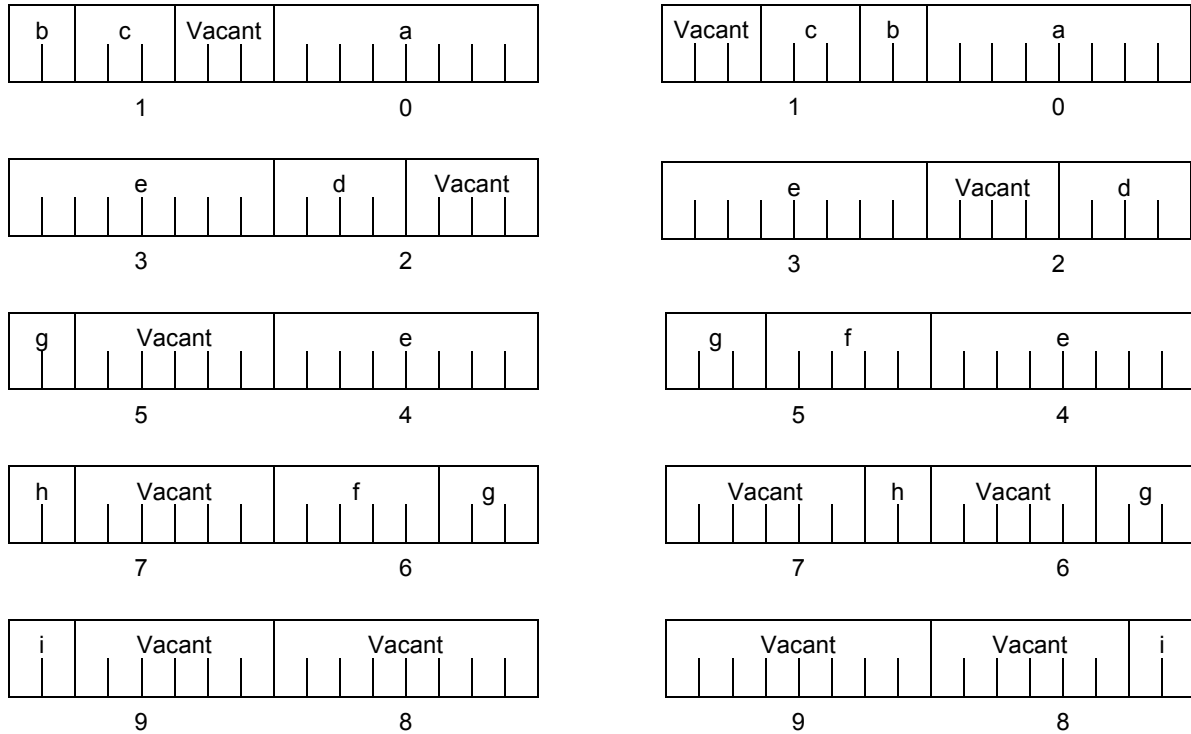 b c Vacant a Vacant c b a
1 0 1 0
e d Vacant e Vacant d
3 2 3 2
g Vacant e g f e
5 4 5 4
h Vacant f g Vacant h Vacant g
7 6 7 6
i Vacant Vacant Vacant Vacant i
9 8 9 8